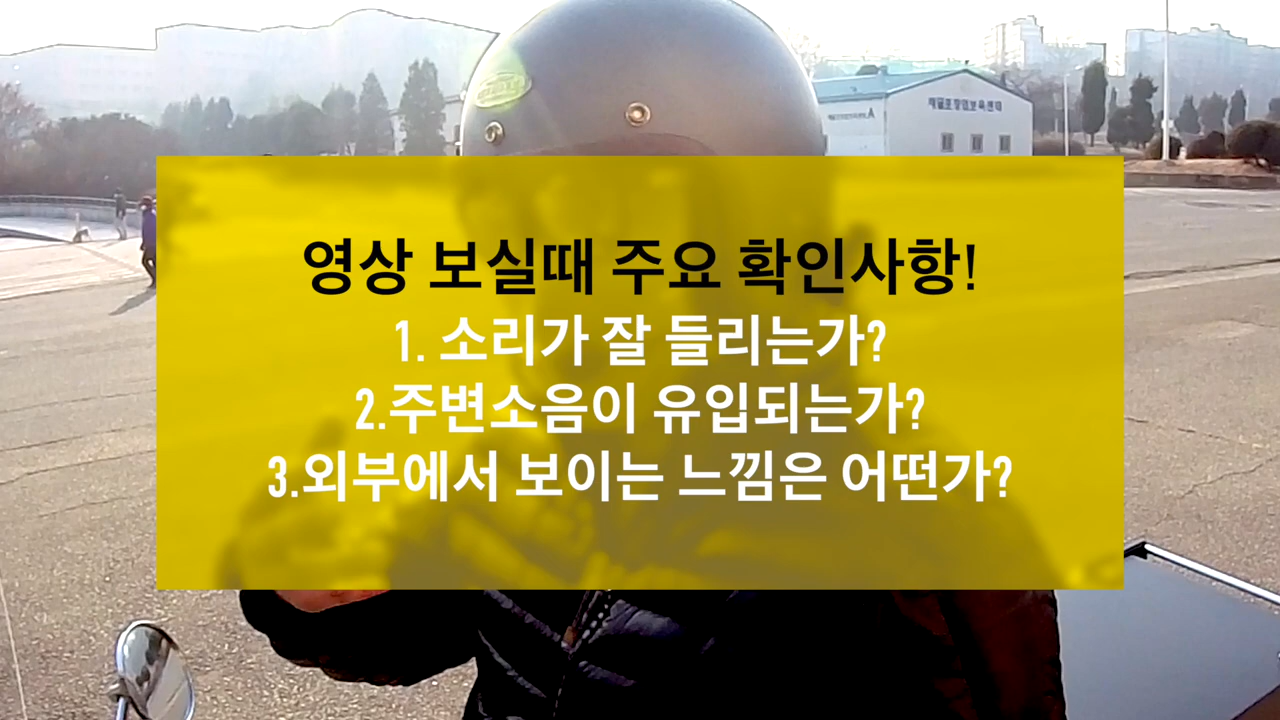 영상 보실때 주요 확인사항!
1. 소리가 잘 들리는가?
2.주변소음이 유입되는가?
3.외부에서 보이는 느낌은 어떤가?